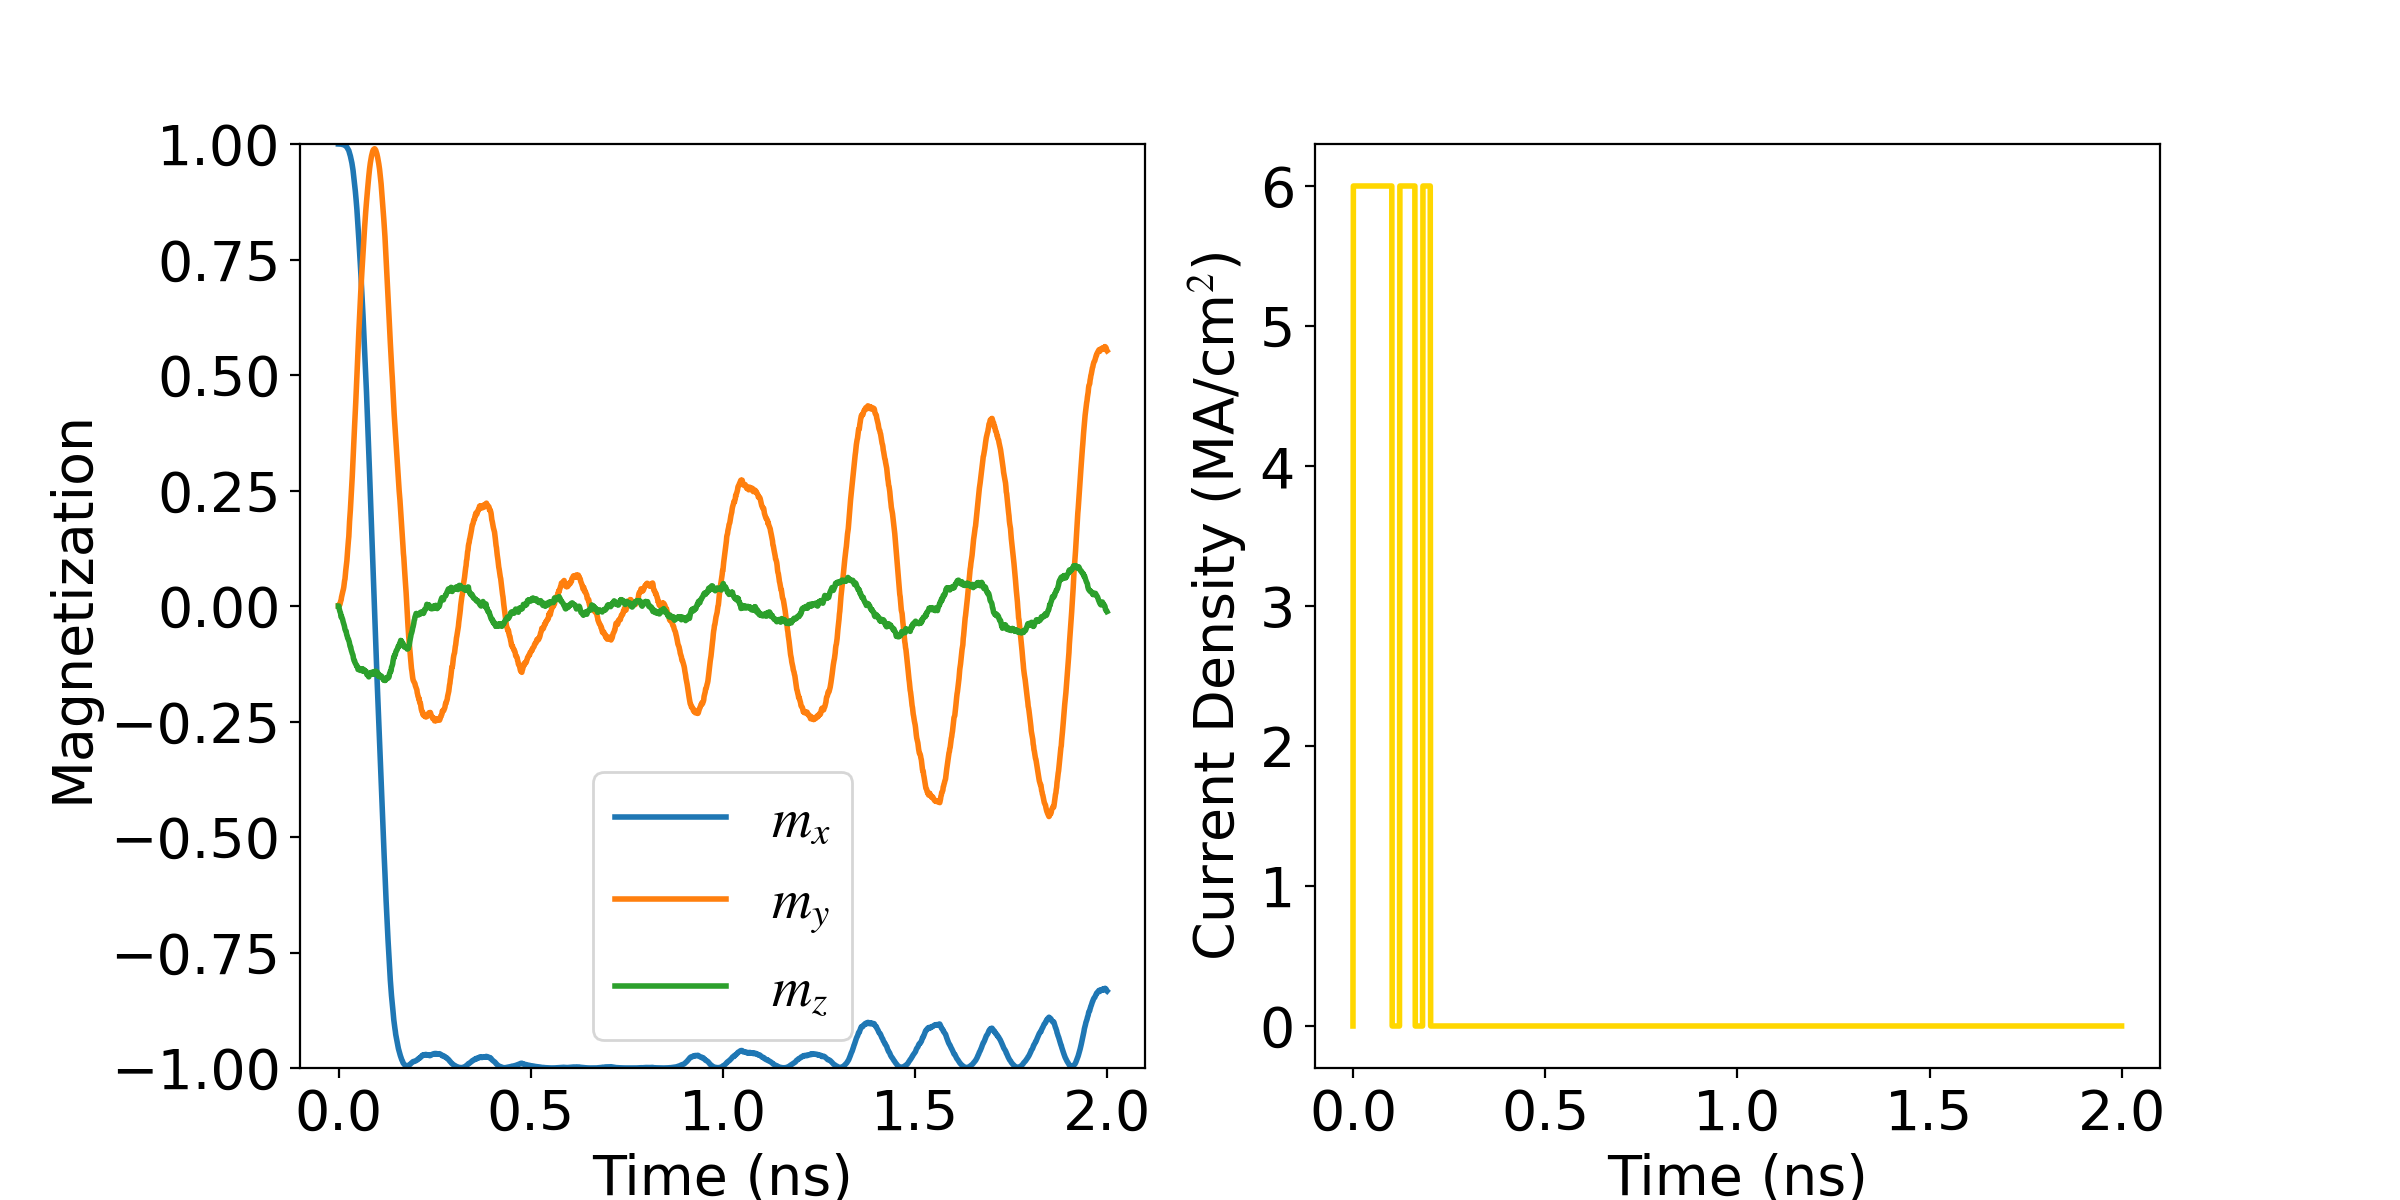 Magnetization
1.00
0.75
0.50
0.25
0.00
−0.25
−0.50
−0.75
−1.00
0.0 0.5 1.0 1.5 2.0
Time (ns)
m_x
m_y
m_z
Current Density (MA/cm²)
6
5
4
3
2
1
0
0.0 0.5 1.0 1.5 2.0
Time (ns)